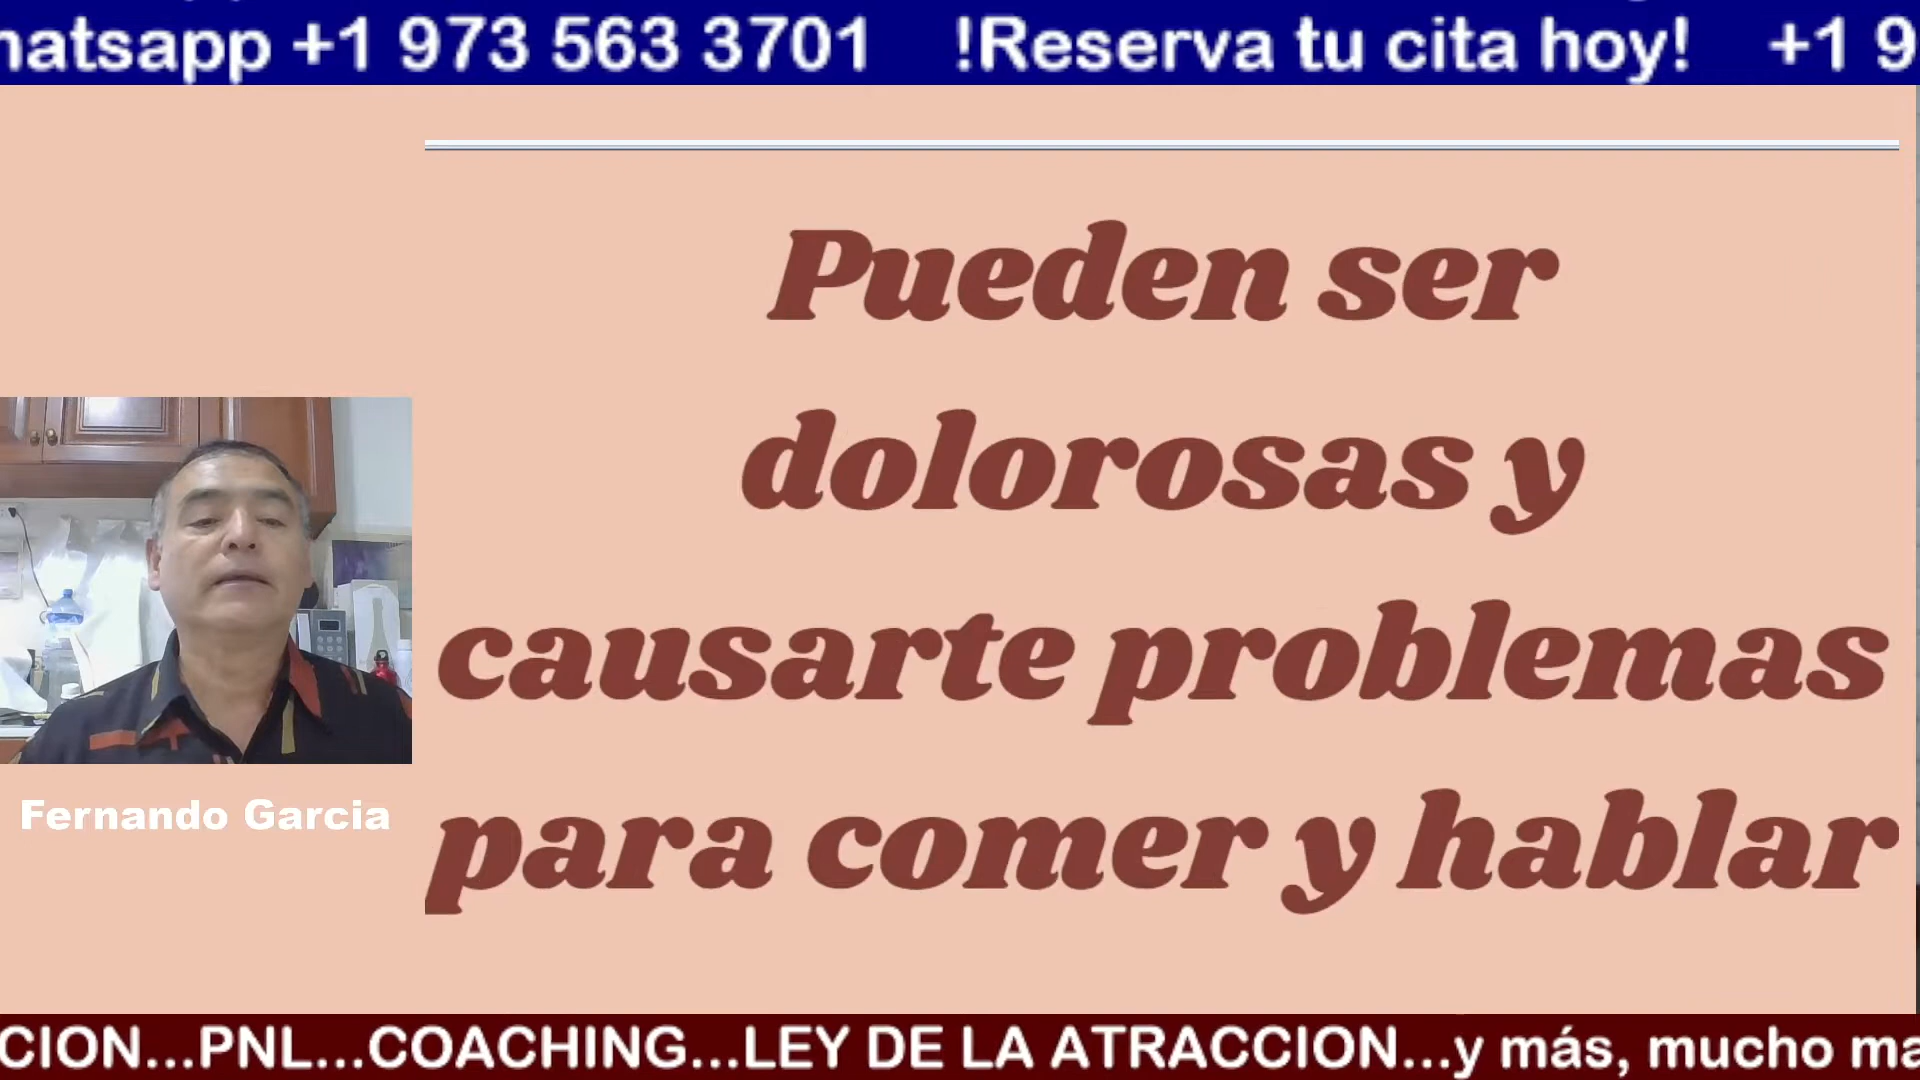 hatsapp +1 973 563 3701 !Reserva tu cita hoy! +1 9
Pueden ser
dolorosas y
causarte problemas
para comer y hablar
Fernando Garcia
CION...PNL...COACHING...LEY DE LA ATRACCION...y más, mucho ma